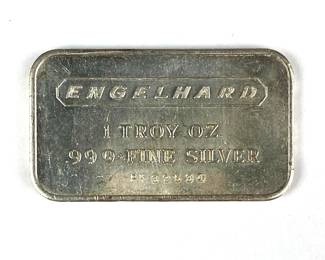 ENGELHARD
1 TROY OZ.
999+FINE SILVER